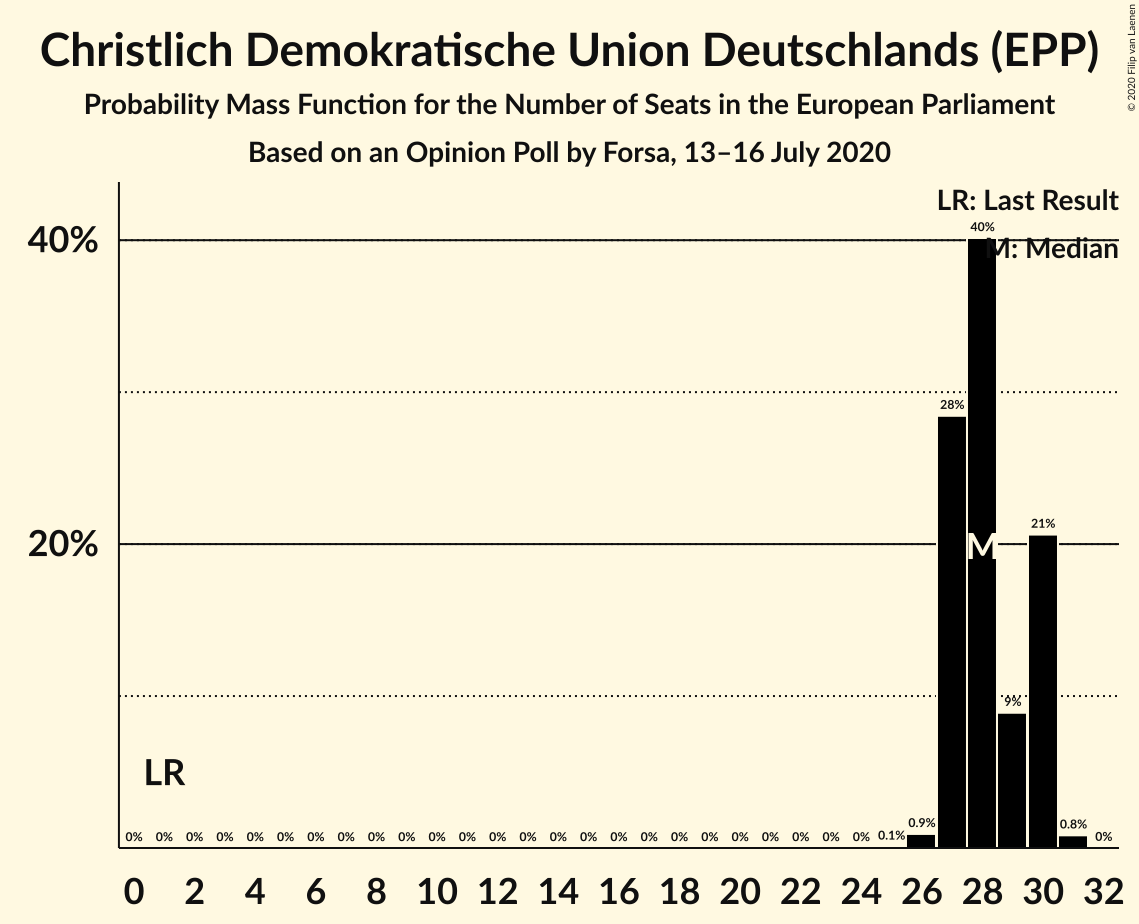 Christlich Demokratische Union Deutschlands (EPP)
Probability Mass Function for the Number of Seats in the European Parliament
Based on an Opinion Poll by Forsa, 13–16 July 2020
© 2020 Filip van Laenen
LR: Last Result
M: Median
40%
20%
40%
28%
21%
9%
M
LR
0% 0% 0% 0% 0% 0% 0% 0% 0% 0% 0% 0% 0% 0% 0% 0% 0% 0% 0% 0% 0% 0% 0% 0% 0% 0.1% 0.9% 0.8% 0%
0 2 4 6 8 10 12 14 16 18 20 22 24 26 28 30 32